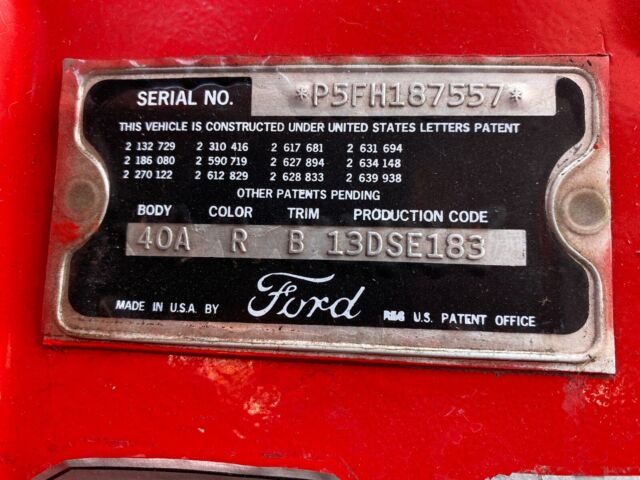 SERIAL NO. *P5FH187557*
THIS VEHICLE IS CONSTRUCTED UNDER UNITED STATES LETTERS PATENT
2 132 729 2 310 416 2 617 681 2 631 694
2 186 080 2 590 719 2 627 894 2 634 148
2 270 122 2 612 829 2 628 833 2 639 938
OTHER PATENTS PENDING
BODY COLOR TRIM PRODUCTION CODE
40A R B 13DSE183
MADE IN U.S.A. BY Ford U.S. PATENT OFFICE